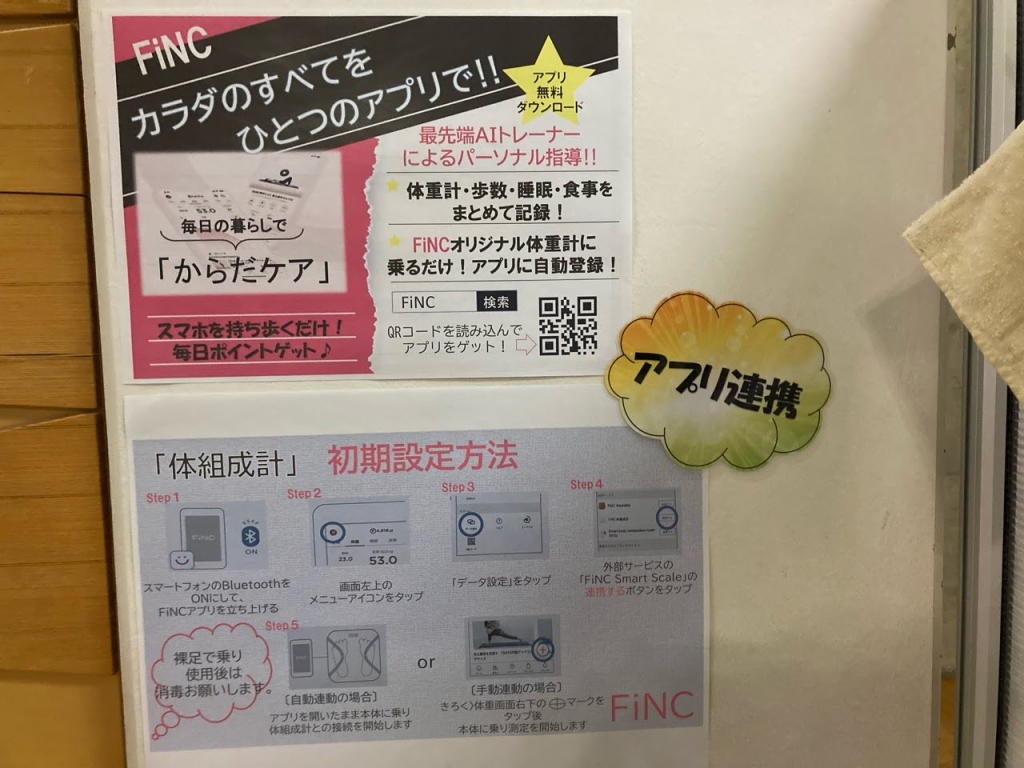 FiNC
カラダのすべてを
ひとつのアプリで!!
アプリ
無料
ダウンロード
最先端AIトレーナー
によるパーソナル指導!!
体重計・歩数・睡眠・食事を
まとめて記録！
FiNCオリジナル体重計に
乗るだけ！アプリに自動登録！
53.0
毎日の暮らしで
「からだケア」
スマホを持ち歩くだけ！
毎日ポイントゲット♪
FiNC 検索
QRコードを読み込んで
アプリをゲット！
アプリ連携
「体組成計」 初期設定方法
Step 1
FiNC
ON
スマートフォンのBluetoothを
ONにして、
FiNCアプリを立ち上げる
Step 2
23.0 53.0
画面左上の
メニューアイコンをタップ
Step 3
「データ設定」をタップ
Step 4
外部サービスの
「FiNC Smart Scale」の
連携するボタンをタップ
裸足で乗り
使用後は
消毒お願いします。
Step 5
〔自動連動の場合〕
アプリを開いたまま本体に乗り
体組成計との接続を開始します
or
〔手動連動の場合〕
きろく〉体重画面右下の⊕マークを
タップ後
本体に乗り測定を開始します
FiNC